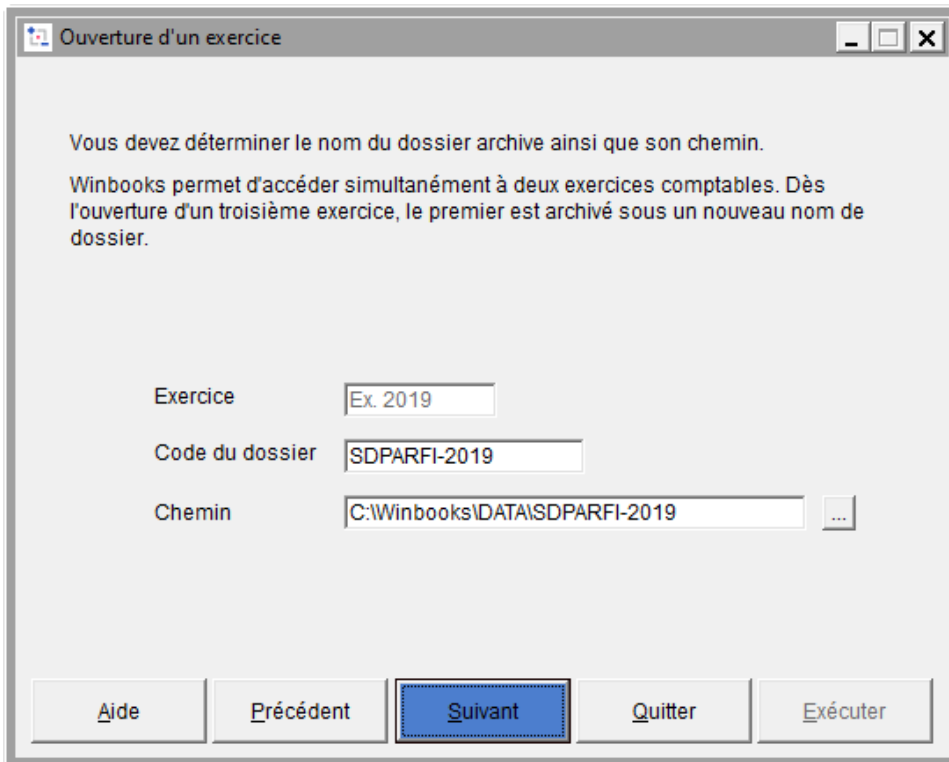 Ouverture d'un exercice
Vous devez déterminer le nom du dossier archive ainsi que son chemin.
Winbooks permet d'accéder simultanément à deux exercices comptables. Dès
l'ouverture d'un troisième exercice, le premier est archivé sous un nouveau nom de
dossier.
Exercice Ex. 2019
Code du dossier SDPARFI-2019
Chemin C:\Winbooks\DATA\SDPARFI-2019 ...
Aide Précédent Suivant Quitter Exécuter